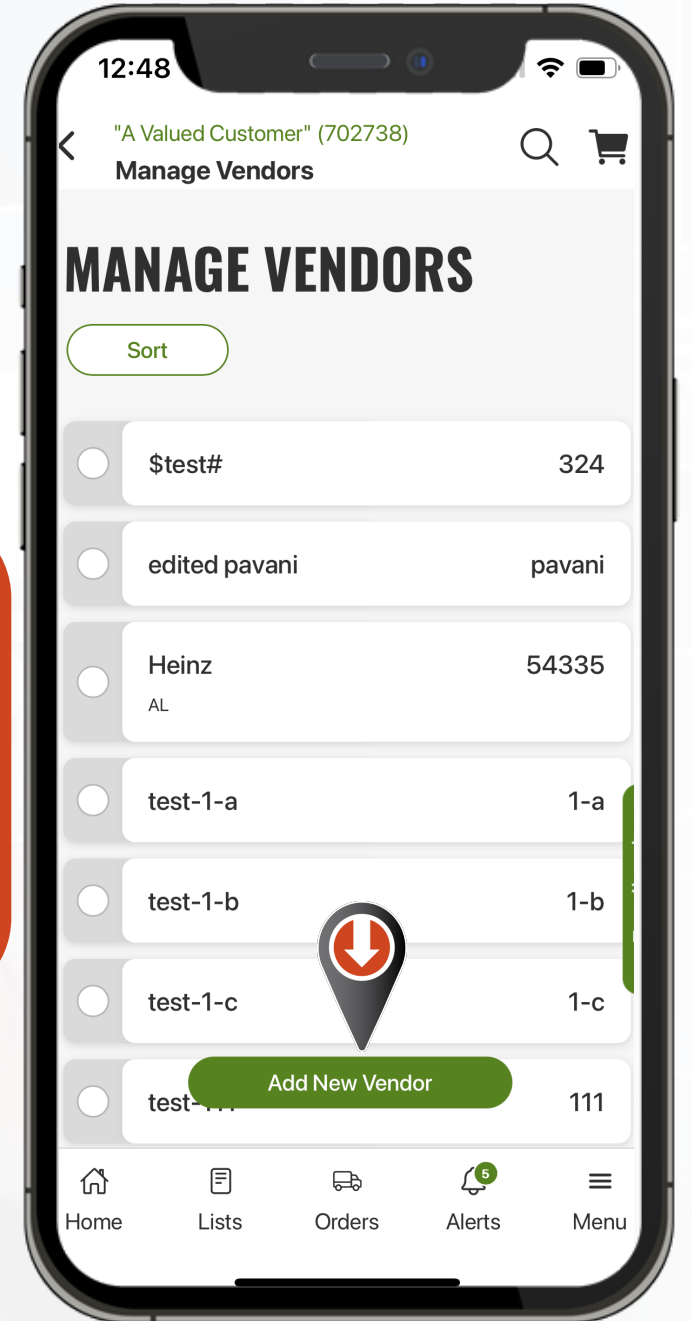 12:48
"A Valued Customer" (702738)
Manage Vendors
MANAGE VENDORS
Sort
$test# 324
edited pavani pavani
Heinz 54335
AL
test-1-a 1-a
test-1-b 1-b
test-1-c 1-c
Add New Vendor
111
5
Home Lists Orders Alerts Menu